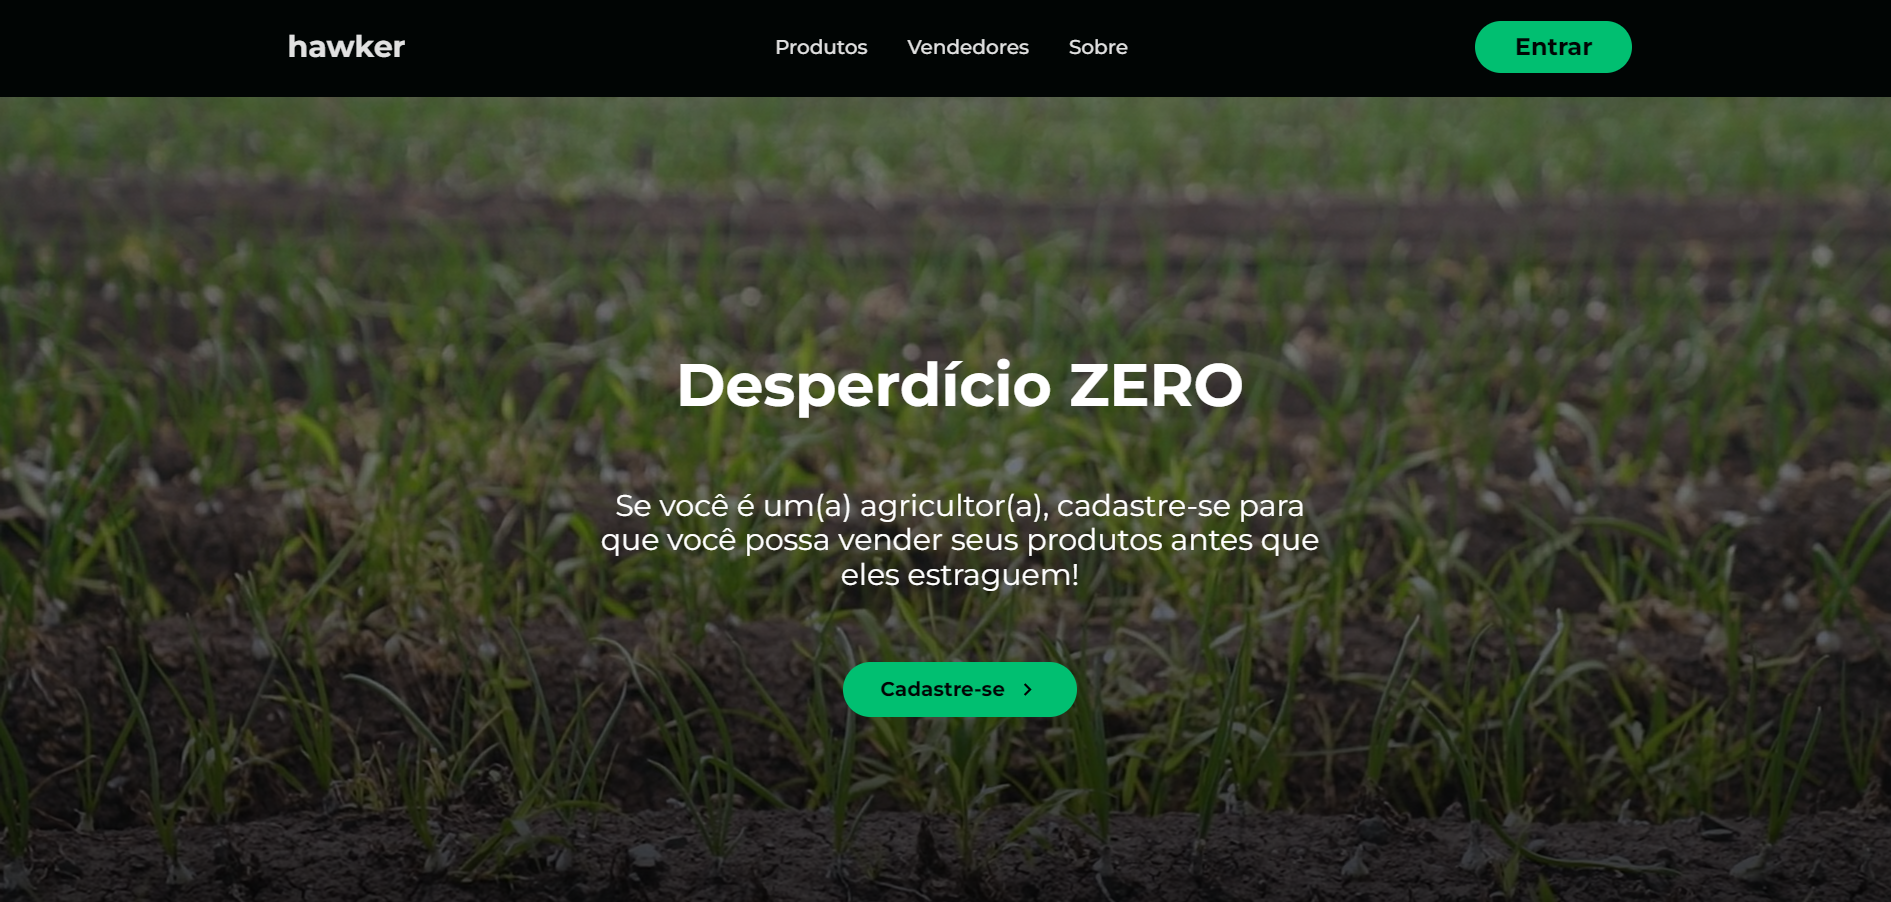 hawker
Produtos
Vendedores
Sobre
Entrar
Desperdício ZERO
Se você é um(a) agricultor(a), cadastre-se para
que você possa vender seus produtos antes que
eles estraguem!
Cadastre-se